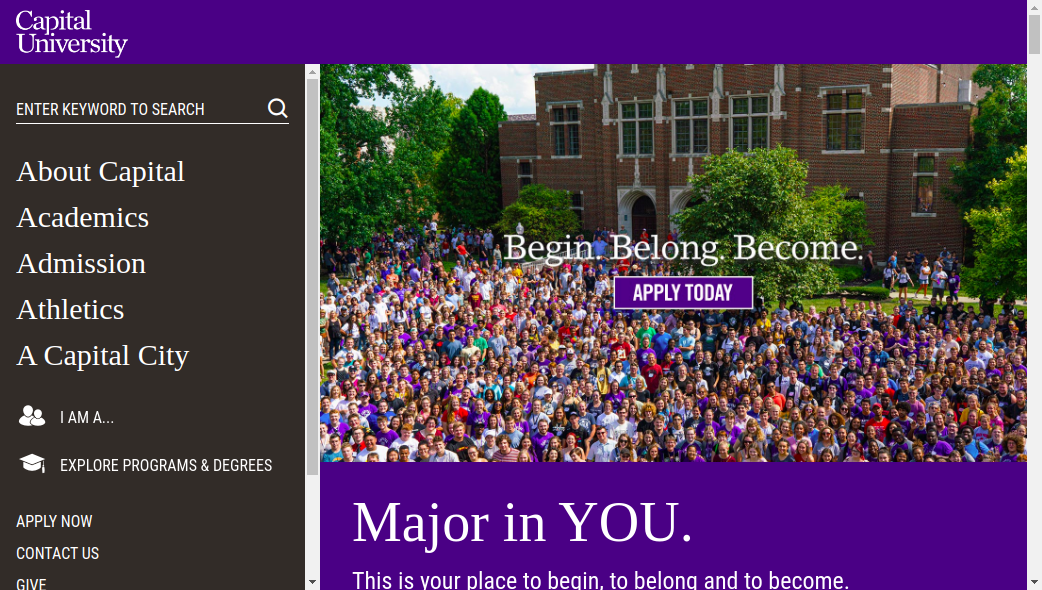 Capital
University
ENTER KEYWORD TO SEARCH
About Capital
Academics
Admission
Athletics
A Capital City
I AM A...
EXPLORE PROGRAMS & DEGREES
APPLY NOW
CONTACT US
GIVE
Begin. Belong. Become.
APPLY TODAY
Major in YOU.
This is your place to begin, to belong and to become.